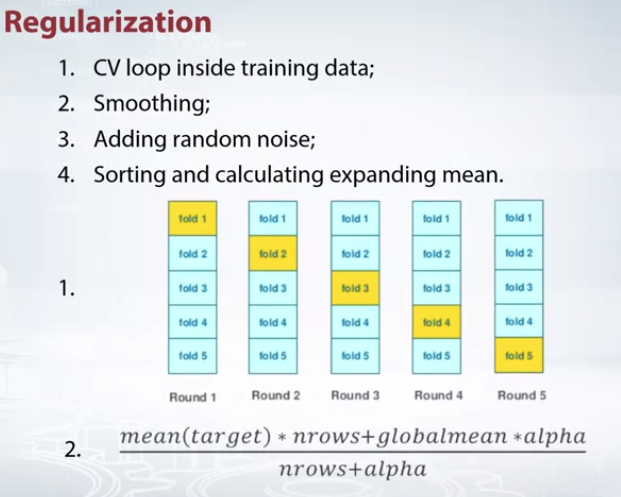 Regularization
1. CV loop inside training data;
2. Smoothing;
3. Adding random noise;
4. Sorting and calculating expanding mean.
1.
fold 1 fold 1 fold 1 fold 1 fold 1
fold 2 fold 2 fold 2 fold 2 fold 2
fold 3 fold 3 fold 3 fold 3 fold 3
fold 4 fold 4 fold 4 fold 4 fold 4
fold 5 fold 5 fold 5 fold 5 fold 5
Round 1 Round 2 Round 3 Round 4 Round 5
2.
mean(target) * nrows+globalmean *alpha
nrows+alpha